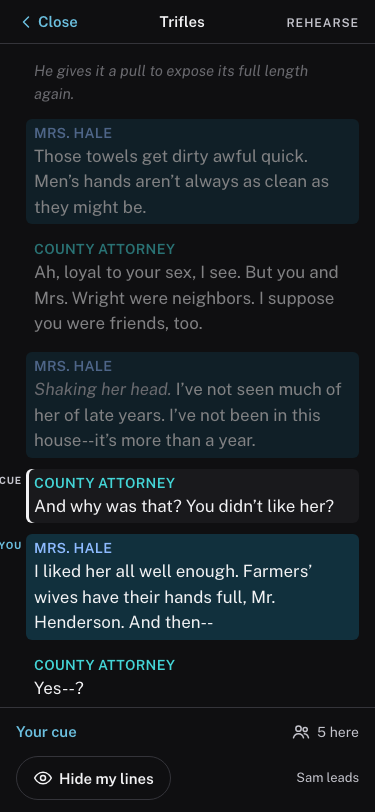 Close
Trifles
REHEARSE
He gives it a pull to expose its full length
again.
MRS. HALE
Those towels get dirty awful quick.
Men’s hands aren’t always as clean as
they might be.
COUNTY ATTORNEY
Ah, loyal to your sex, I see. But you and
Mrs. Wright were neighbors. I suppose
you were friends, too.
MRS. HALE
Shaking her head. I’ve not seen much of
her of late years. I’ve not been in this
house--it’s more than a year.
CUE
COUNTY ATTORNEY
And why was that? You didn’t like her?
YOU
MRS. HALE
I liked her all well enough. Farmers’
wives have their hands full, Mr.
Henderson. And then--
COUNTY ATTORNEY
Yes--?
Your cue
5 here
Hide my lines
Sam leads